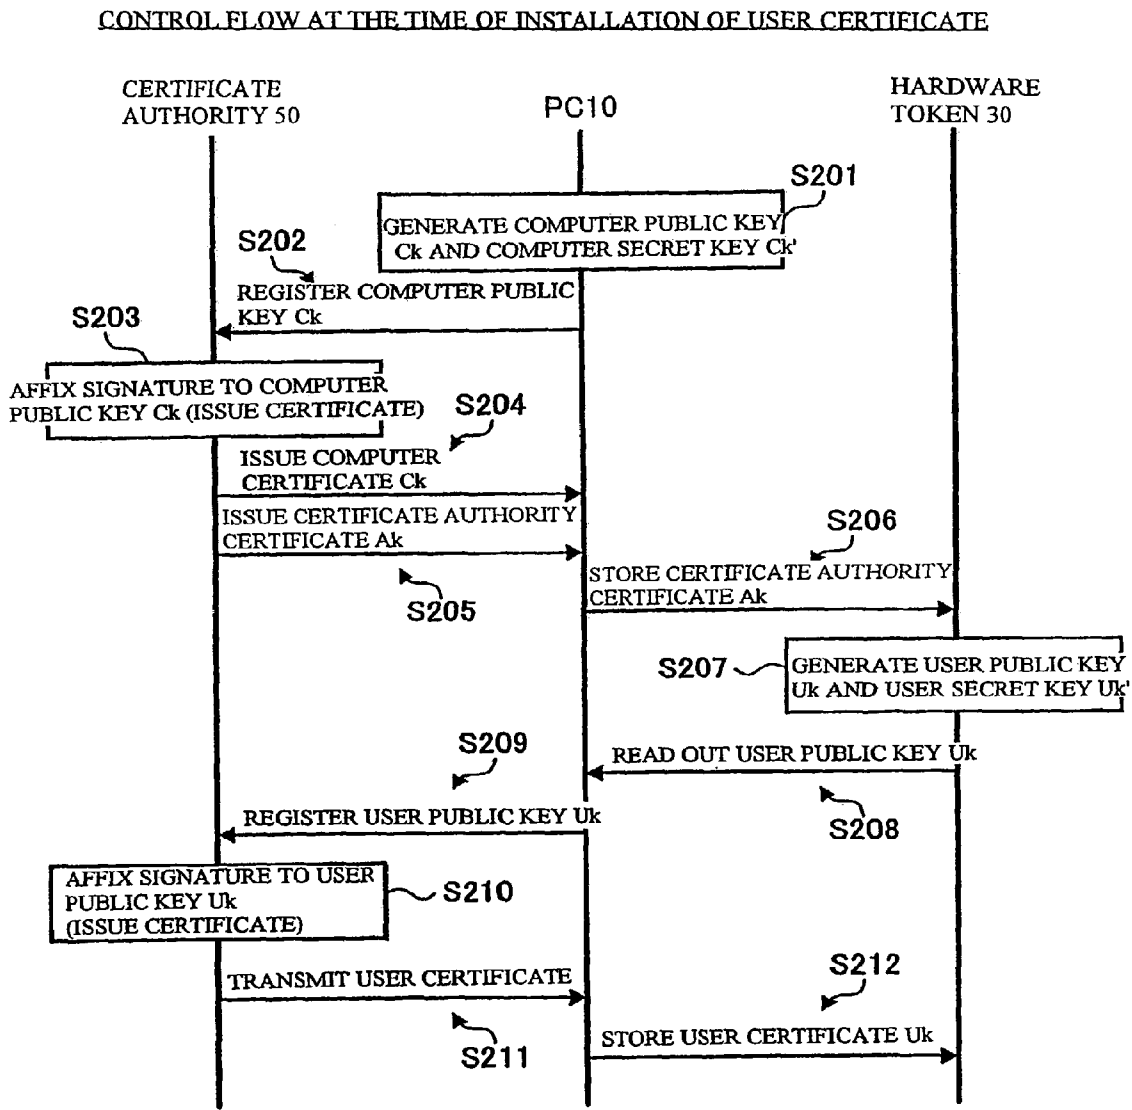 CONTROL FLOW AT THE TIME OF INSTALLATION OF USER CERTIFICATE
CERTIFICATE
AUTHORITY 50
PC10
HARDWARE
TOKEN 30
S201
GENERATE COMPUTER PUBLIC KEY
Ck AND COMPUTER SECRET KEY Ck'
S202
REGISTER COMPUTER PUBLIC
KEY Ck
S203
AFFIX SIGNATURE TO COMPUTER
PUBLIC KEY Ck (ISSUE CERTIFICATE)
S204
ISSUE COMPUTER
CERTIFICATE Ck
ISSUE CERTIFICATE AUTHORITY
CERTIFICATE Ak
S205
S206
STORE CERTIFICATE AUTHORITY
CERTIFICATE Ak
S207
GENERATE USER PUBLIC KEY
Uk AND USER SECRET KEY Uk'
READ OUT USER PUBLIC KEY Uk
S208
S209
REGISTER USER PUBLIC KEY Uk
AFFIX SIGNATURE TO USER
PUBLIC KEY Uk
(ISSUE CERTIFICATE)
S210
TRANSMIT USER CERTIFICATE
S211
S212
STORE USER CERTIFICATE Uk